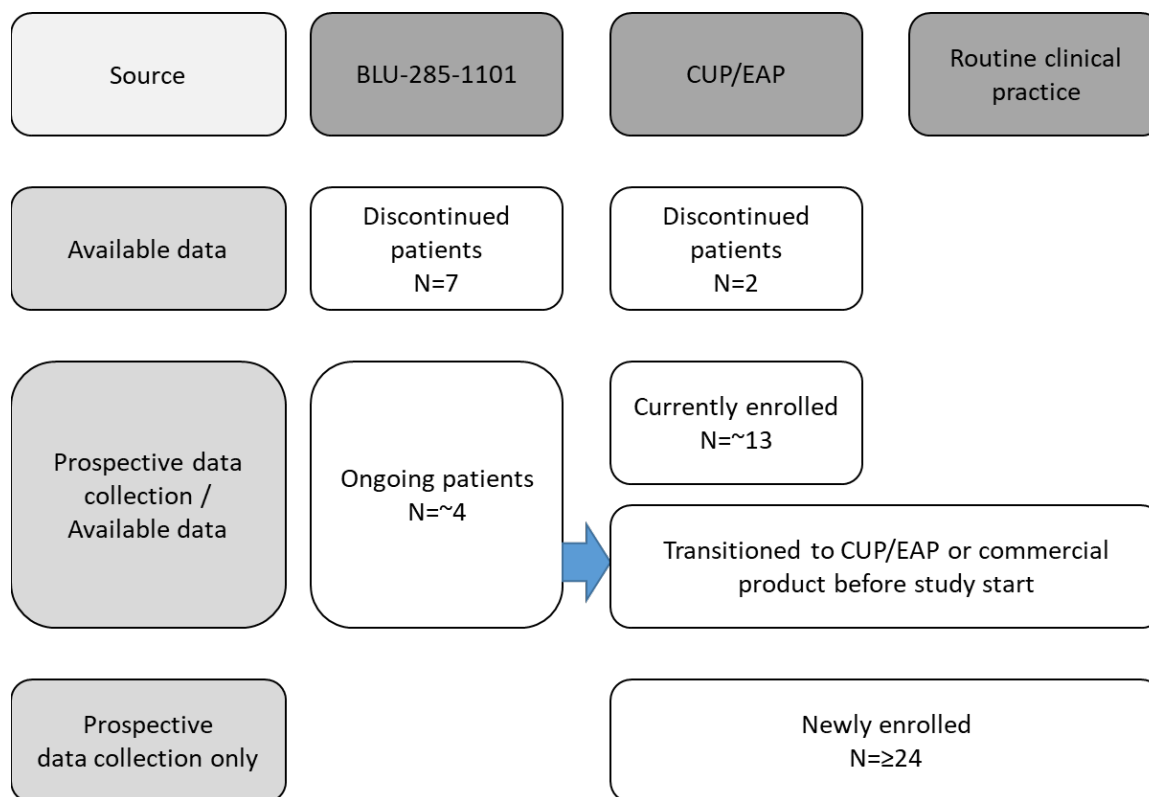 Source
BLU-285-1101
CUP/EAP
Routine clinical
practice
Available data
Discontinued
patients
N=7
Discontinued
patients
N=2
Prospective data
collection /
Available data
Ongoing patients
N=~4
Currently enrolled
N=~13
Transitioned to CUP/EAP or commercial
product before study start
Prospective
data collection only
Newly enrolled
N=≥24